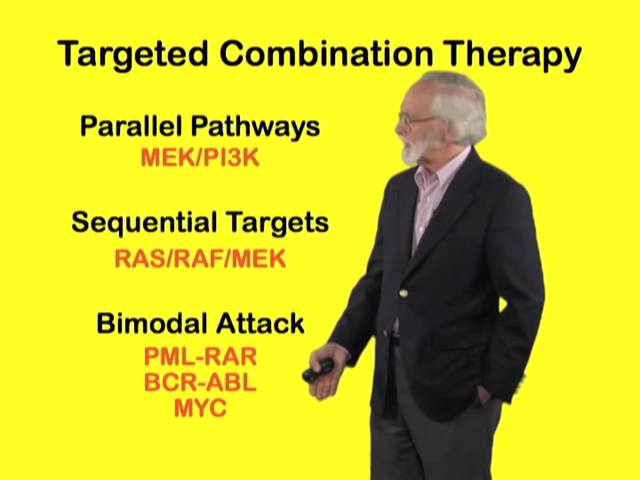 Targeted Combination Therapy
Parallel Pathways
MEK/PI3K
Sequential Targets
RAS/RAF/MEK
Bimodal Attack
PML-RAR
BCR-ABL
MYC